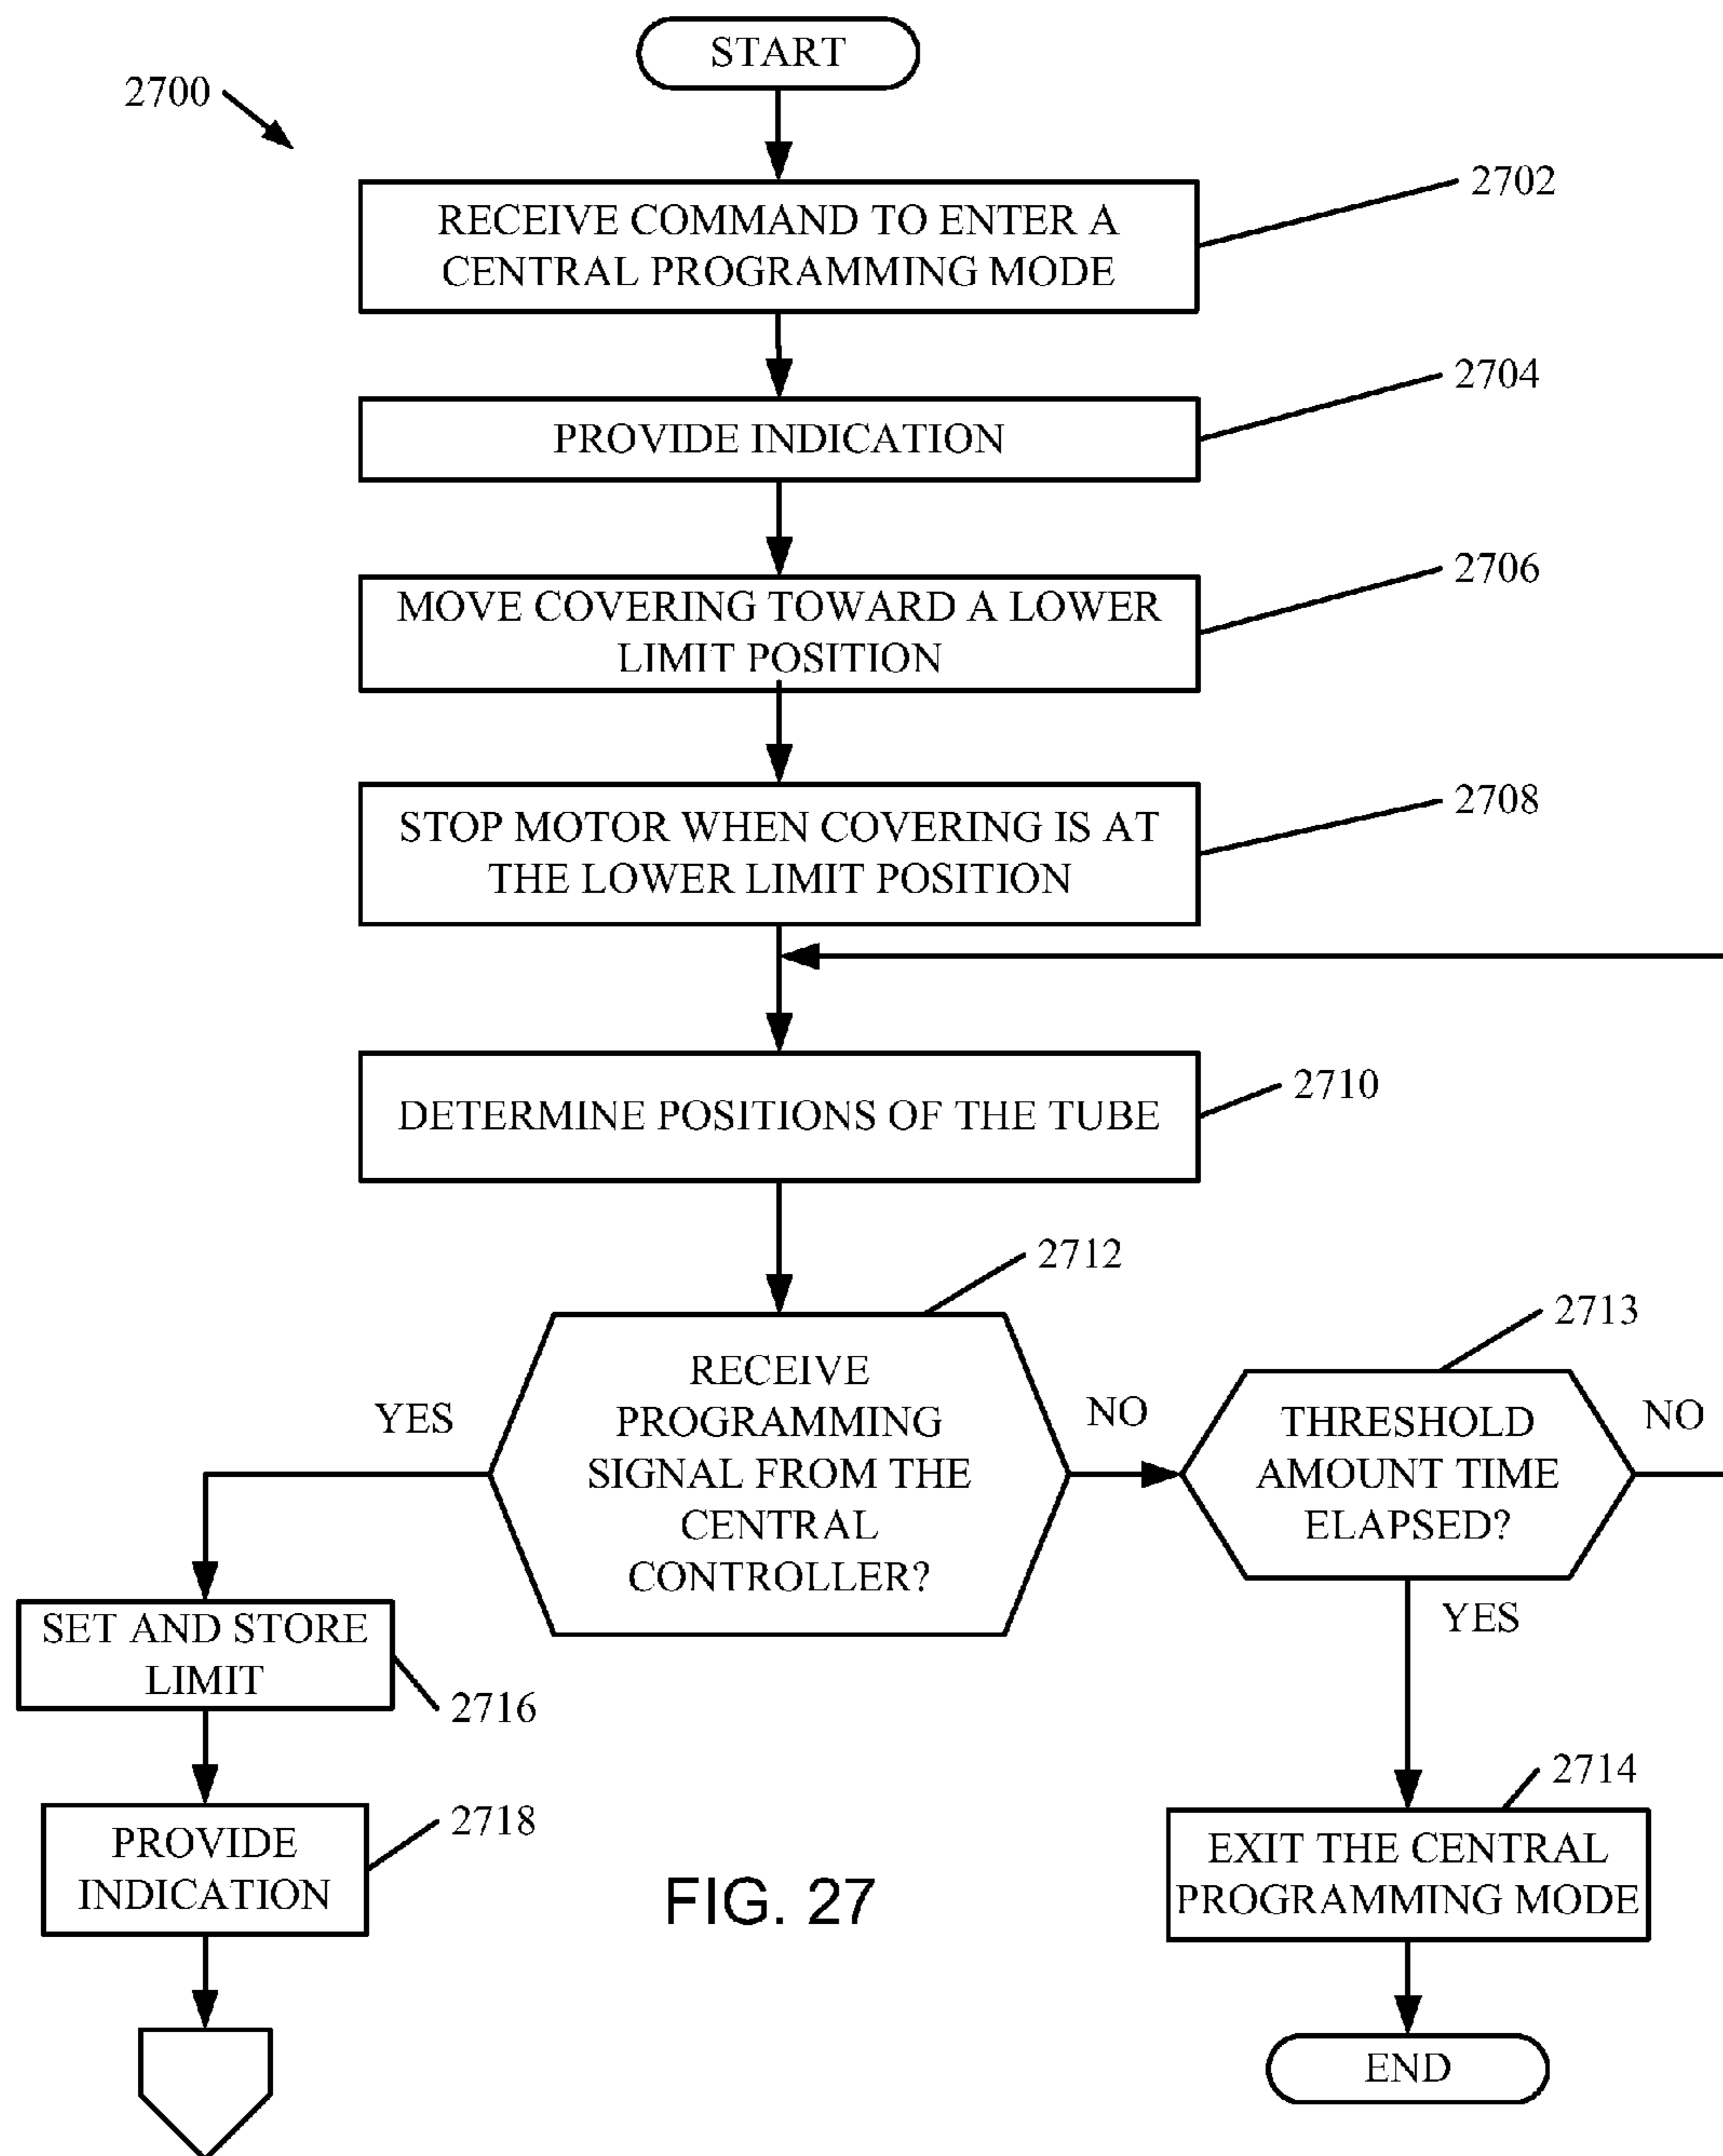 START
2700
2702
RECEIVE COMMAND TO ENTER A
CENTRAL PROGRAMMING MODE
2704
PROVIDE INDICATION
2706
MOVE COVERING TOWARD A LOWER
LIMIT POSITION
2708
STOP MOTOR WHEN COVERING IS AT
THE LOWER LIMIT POSITION
2710
DETERMINE POSITIONS OF THE TUBE
2712
RECEIVE
PROGRAMMING
SIGNAL FROM THE
CENTRAL
CONTROLLER?
YES
NO
2713
THRESHOLD
AMOUNT TIME
ELAPSED?
NO
YES
SET AND STORE
LIMIT
2716
PROVIDE
INDICATION
2718
2714
EXIT THE CENTRAL
PROGRAMMING MODE
END
FIG. 27